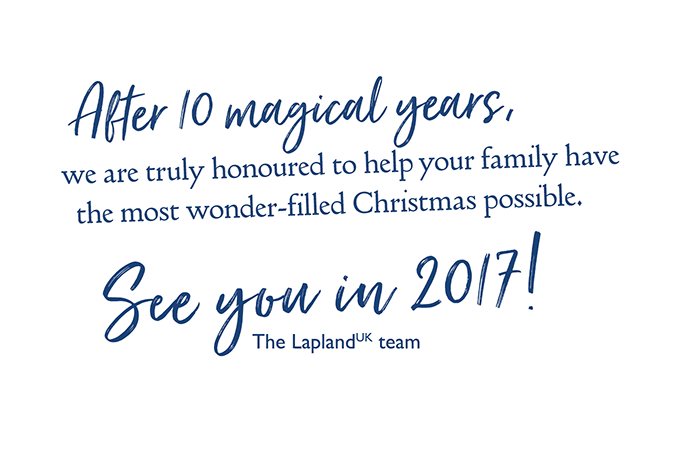 After 10 magical years,
we are truly honoured to help your family have
the most wonder-filled Christmas possible.
See you in 2017!
The LaplandUK team